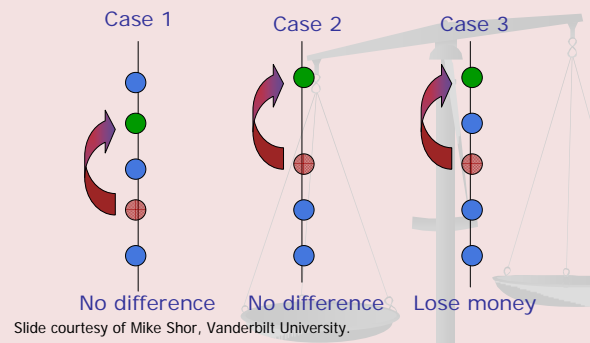 Case 1
Case 2
Case 3
No difference
No difference
Lose money
Slide courtesy of Mike Shor, Vanderbilt University.